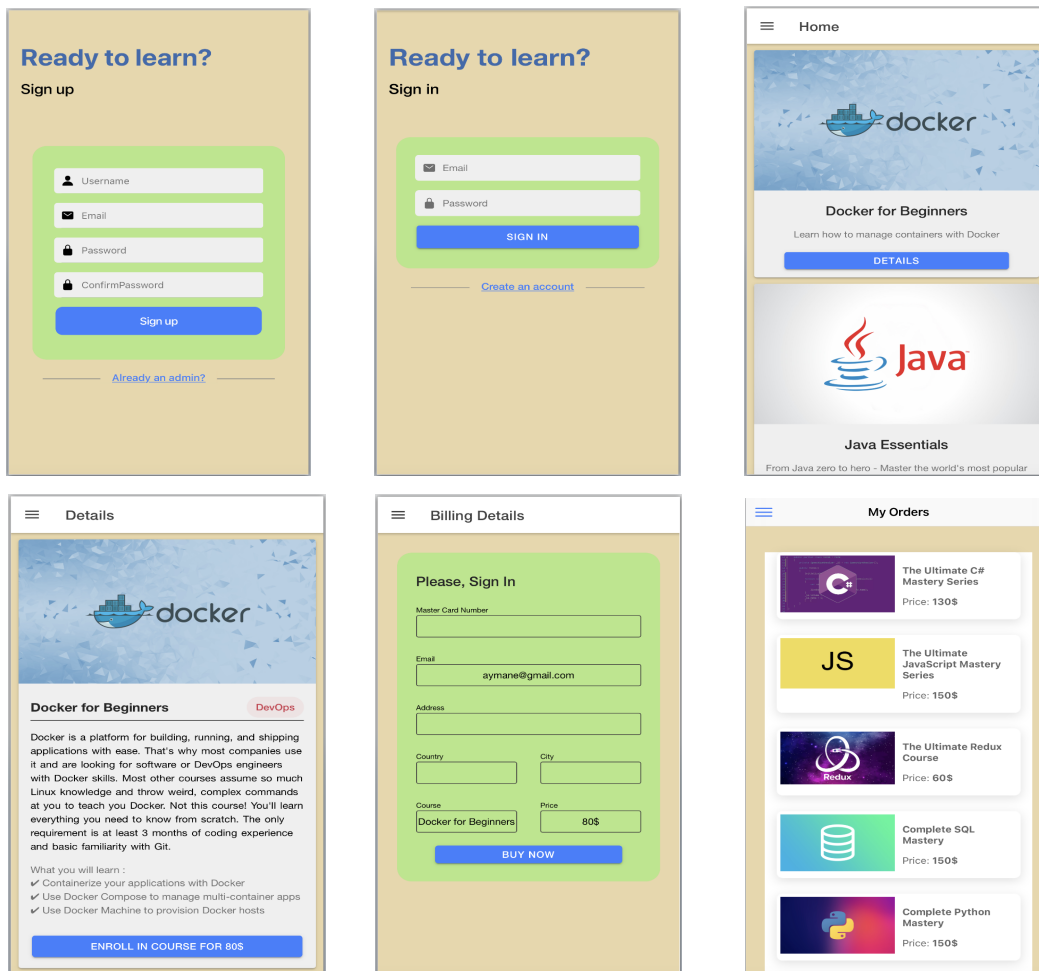 Ready to learn?
Sign up
Username
Email
Password
ConfirmPassword
Sign up
Already an admin?
Ready to learn?
Sign in
Email
Password
SIGN IN
Create an account
Home
docker
Docker for Beginners
Learn how to manage containers with Docker
DETAILS
Java™
Java Essentials
From Java zero to hero - Master the world's most popular
Details
docker
Docker for Beginners
DevOps
Docker is a platform for building, running, and shipping
applications with ease. That's why most companies use
it and are looking for software or DevOps engineers
with Docker skills. Most other courses assume so much
Linux knowledge and throw weird, complex commands
at you to teach you Docker. Not this course! You'll learn
everything you need to know from scratch. The only
requirement is at least 3 months of coding experience
and basic familiarity with Git.
What you will learn :
✔ Containerize your applications with Docker
✔ Use Docker Compose to manage multi-container apps
✔ Use Docker Machine to provision Docker hosts
ENROLL IN COURSE FOR 80$
Billing Details
Please, Sign In
Master Card Number
Email
aymane@gmail.com
Address
Country City
Course Price
Docker for Beginners 80$
BUY NOW
My Orders
C#
The Ultimate C#
Mastery Series
Price: 130$
JS
The Ultimate
JavaScript Mastery
Series
Price: 150$
Redux
The Ultimate Redux
Course
Price: 60$
Complete SQL
Mastery
Price: 150$
Complete Python
Mastery
Price: 150$